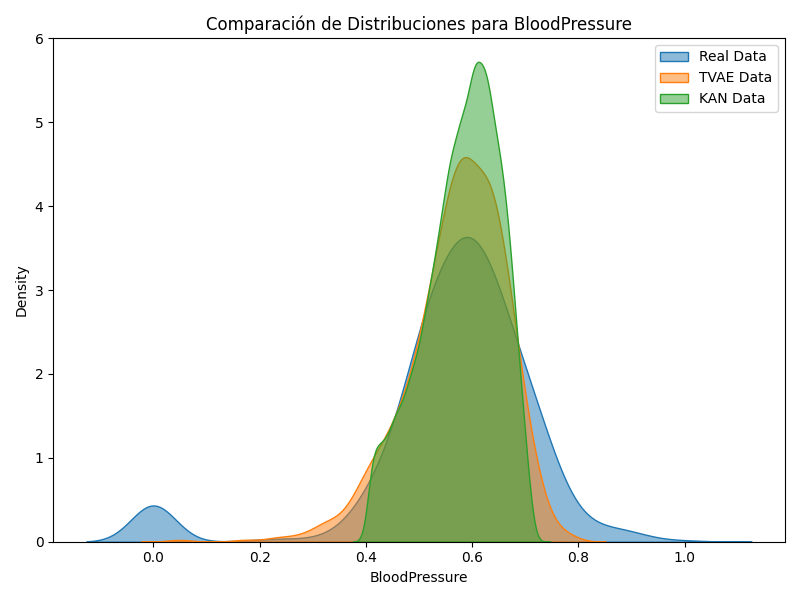 Comparación de Distribuciones para BloodPressure
Real Data
TVAE Data
KAN Data
6
5
4
3
2
1
0
Density
0.0 0.2 0.4 0.6 0.8 1.0
BloodPressure